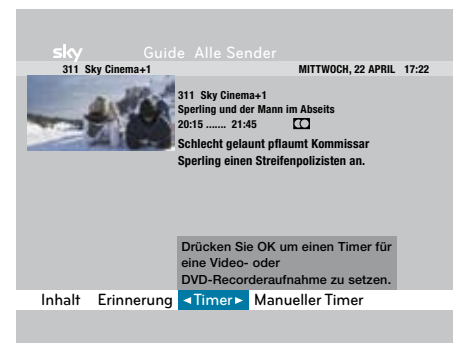 sky Guide Alle Sender
311 Sky Cinema+1 MITTWOCH, 22 APRIL 17:22
311 Sky Cinema+1
Sperling und der Mann im Abseits
20:15 ....... 21:45
Schlecht gelaunt pflaumt Kommissar
Sperling einen Streifenpolizisten an.
Drücken Sie OK um einen Timer für
eine Video- oder
DVD-Recorderaufnahme zu setzen.
Inhalt Erinnerung ◄Timer► Manueller Timer